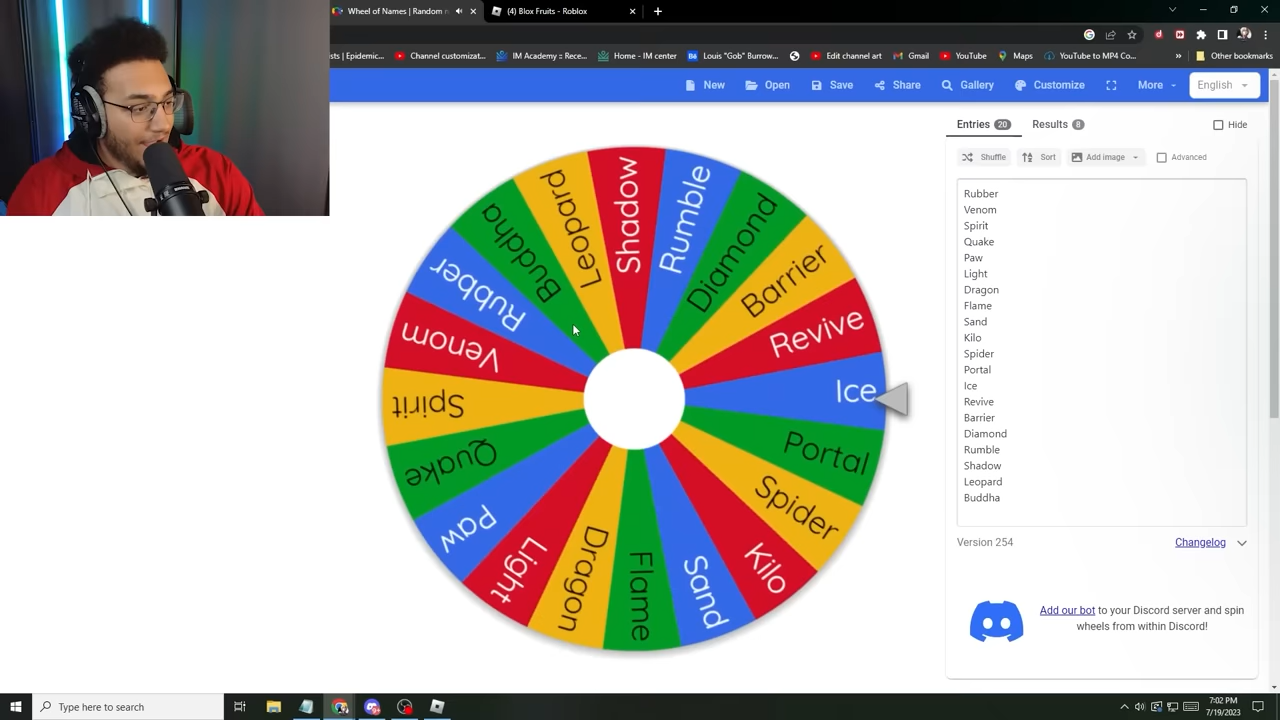 Wheel of Names | Random n
(4) Blox Fruits - Roblox
ists | Epidemic...
Channel customizat...
IM Academy :: Rece...
Home - IM center
Louis "Gob" Burrow...
Edit channel art
Gmail
YouTube
Maps
YouTube to MP4 Co...
Other bookmarks
New
Open
Save
Share
Gallery
Customize
More
English
Entries 20
Results 8
Hide
Shuffle
Sort
Add image
Advanced
Rubber
Venom
Spirit
Quake
Paw
Light
Dragon
Flame
Sand
Kilo
Spider
Portal
Ice
Revive
Barrier
Diamond
Rumble
Shadow
Leopard
Buddha
Shadow
Rumble
Diamond
Barrier
Revive
Ice
Portal
Spider
Kilo
Sand
Flame
Dragon
Light
Paw
Quake
Spirit
Venom
Rubber
Buddha
Leopard
Version 254
Changelog
Add our bot to your Discord server and spin
wheels from within Discord!
Type here to search
7:02 PM
7/19/2023